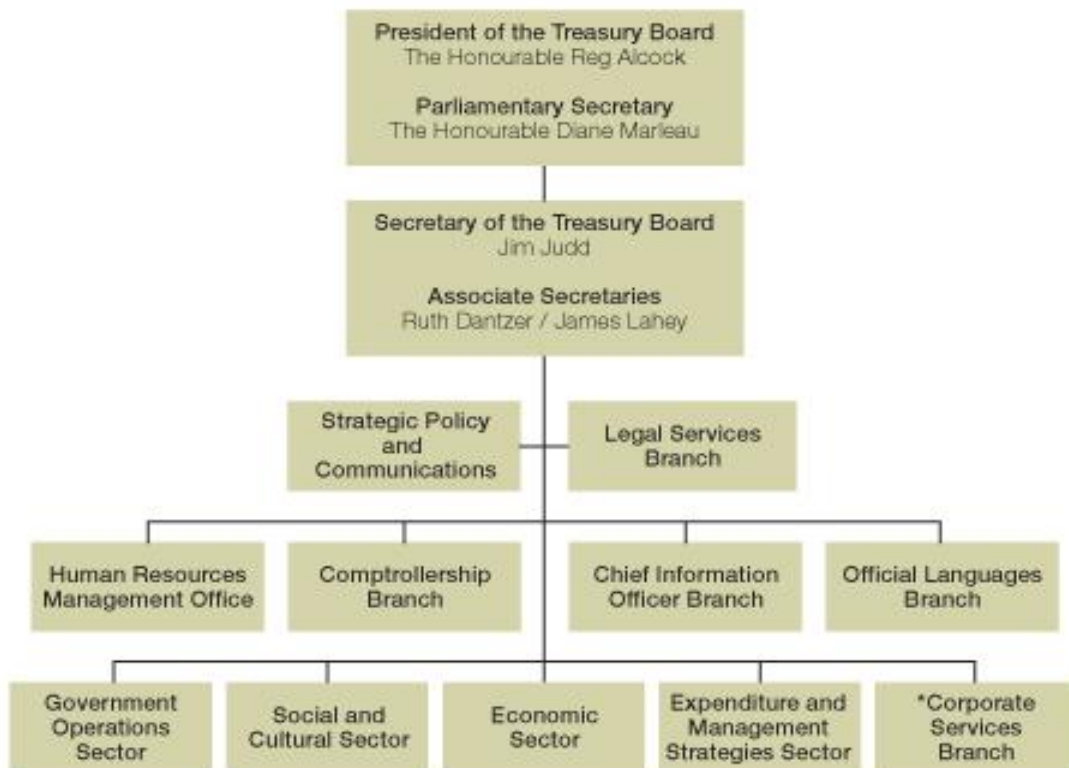 President of the Treasury Board
The Honourable Reg Alcock
Parliamentary Secretary
The Honourable Diane Marleau
Secretary of the Treasury Board
Jim Judd
Associate Secretaries
Ruth Dantzer / James Lahey
Strategic Policy
and
Communications
Legal Services
Branch
Human Resources
Management Office
Comptrollership
Branch
Chief Information
Officer Branch
Official Languages
Branch
Government
Operations
Sector
Social and
Cultural Sector
Economic
Sector
Expenditure and
Management
Strategies Sector
*Corporate
Services
Branch